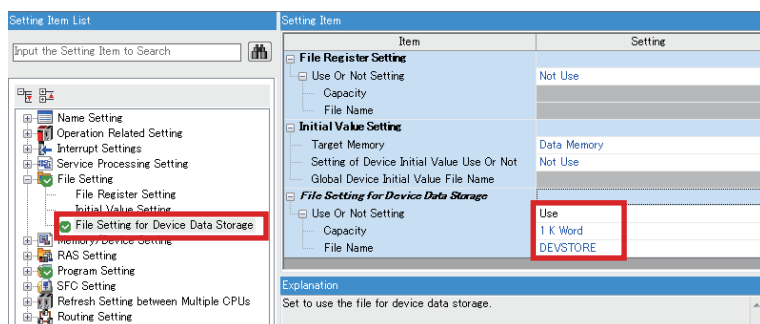 Setting Item List
Input the Setting Item to Search
Name Setting
Operation Related Setting
Interrupt Settings
Service Processing Setting
File Setting
File Register Setting
Initial Value Setting
File Setting for Device Data Storage
Memory/Device Setting
RAS Setting
Program Setting
SFC Setting
Refresh Setting between Multiple CPUs
Routing Setting
Setting Item
Item Setting
File Register Setting
Use Or Not Setting Not Use
Capacity
File Name
Initial Value Setting
Target Memory Data Memory
Setting of Device Initial Value Use Or Not Not Use
Global Device Initial Value File Name
File Setting for Device Data Storage
Use Or Not Setting Use
Capacity 1 K Word
File Name DEVSTORE
Explanation
Set to use the file for device data storage.